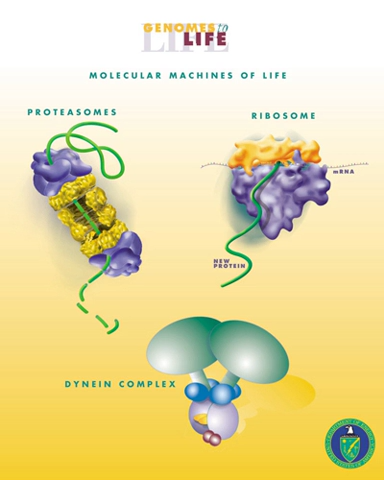 GENOMES to
LIFE
MOLECULAR MACHINES OF LIFE
PROTEASOMES
RIBOSOME
mRNA
NEW
PROTEIN
DYNEIN COMPLEX